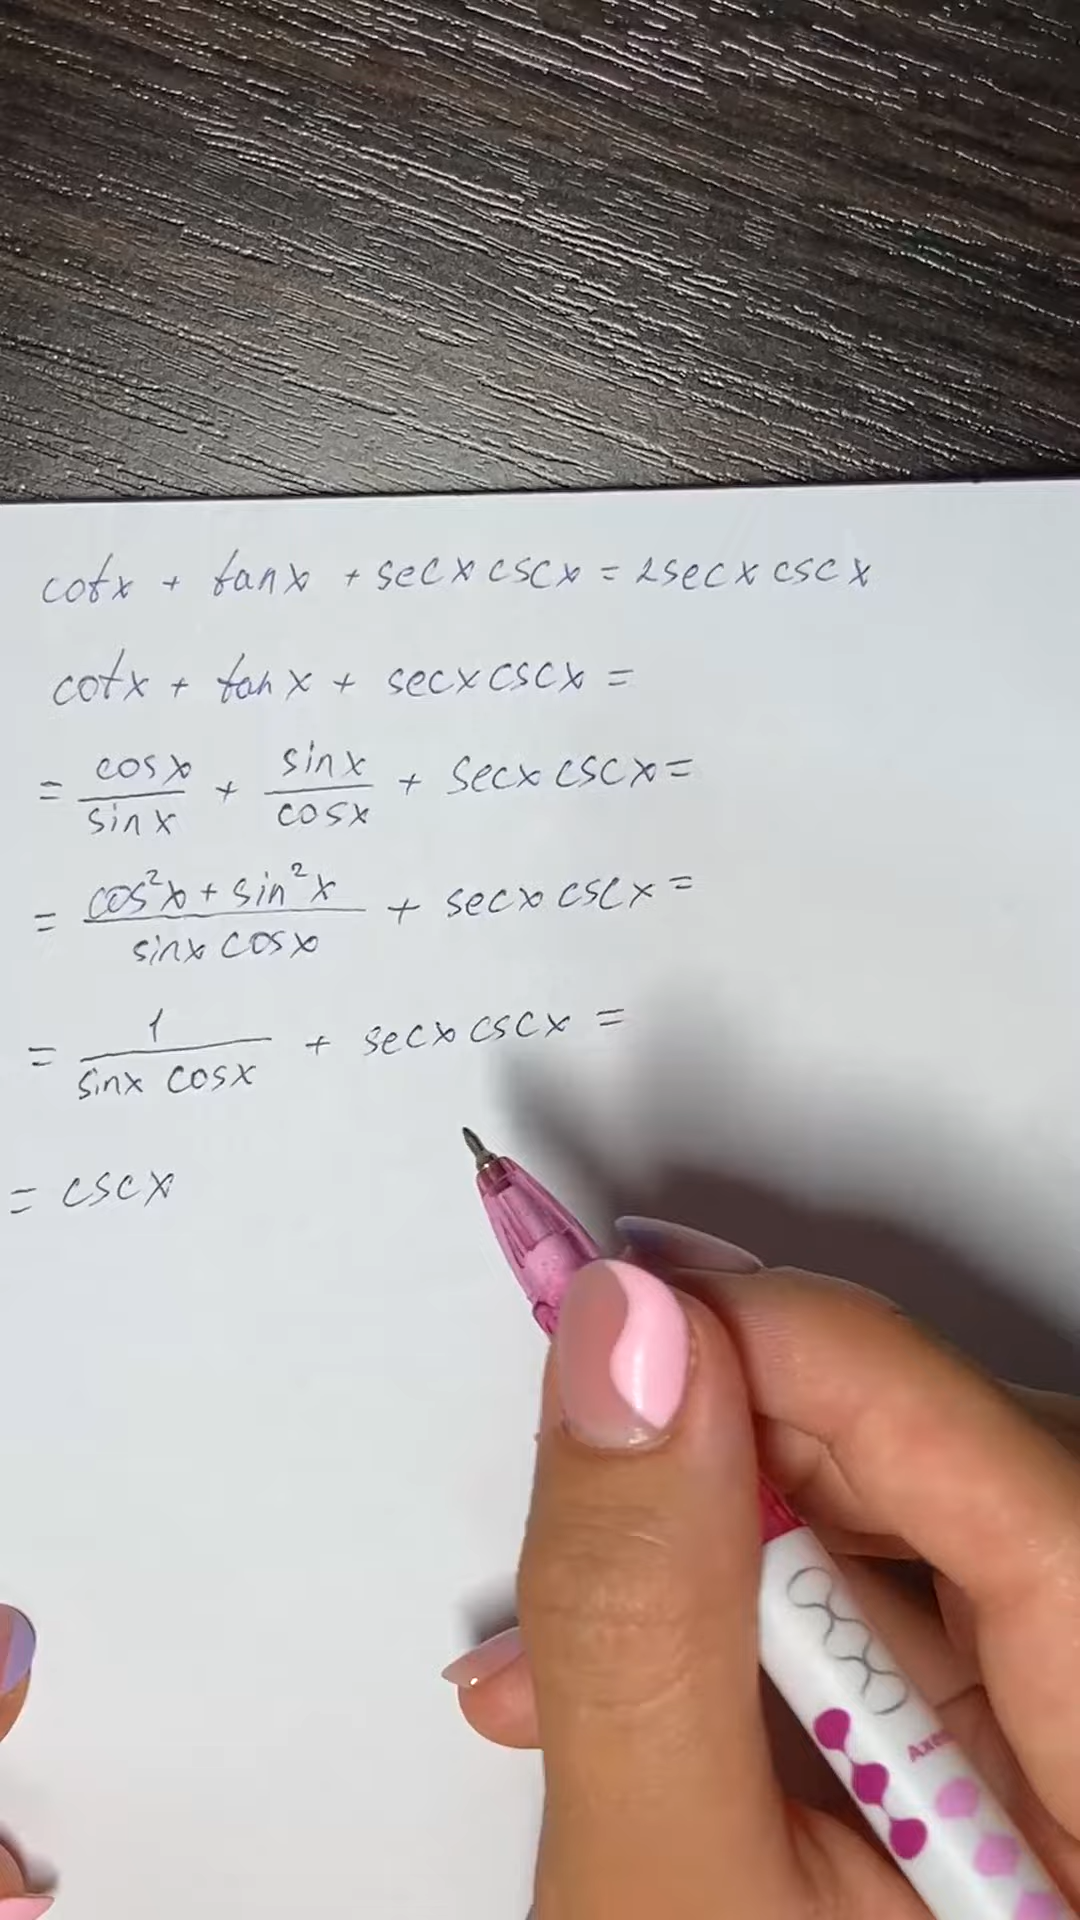 cotx + tanx + secx cscx = 2secx cscx
cotx + tanx + secx cscx =
= cosx/sinx + sinx/cosx + secx cscx =
= cos²x + sin²x/sinx cosx + secx cscx =
= 1/sinx cosx + secx cscx =
= cscx